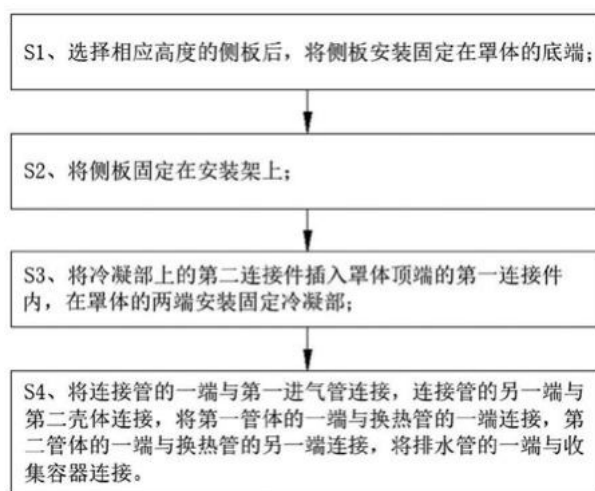 S1、选择相应高度的侧板后，将侧板安装固定在罩体的底端；
S2、将侧板固定在安装架上；
S3、将冷凝部上的第二连接件插入罩体顶端的第一连接件
内，在罩体的两端安装固定冷凝部；
S4、将连接管的一端与第一进气管连接，连接管的另一端与
第二壳体连接，将第一管体的一端与换热管的一端连接，第
二管体的一端与换热管的另一端连接，将排水管的一端与收
集容器连接。